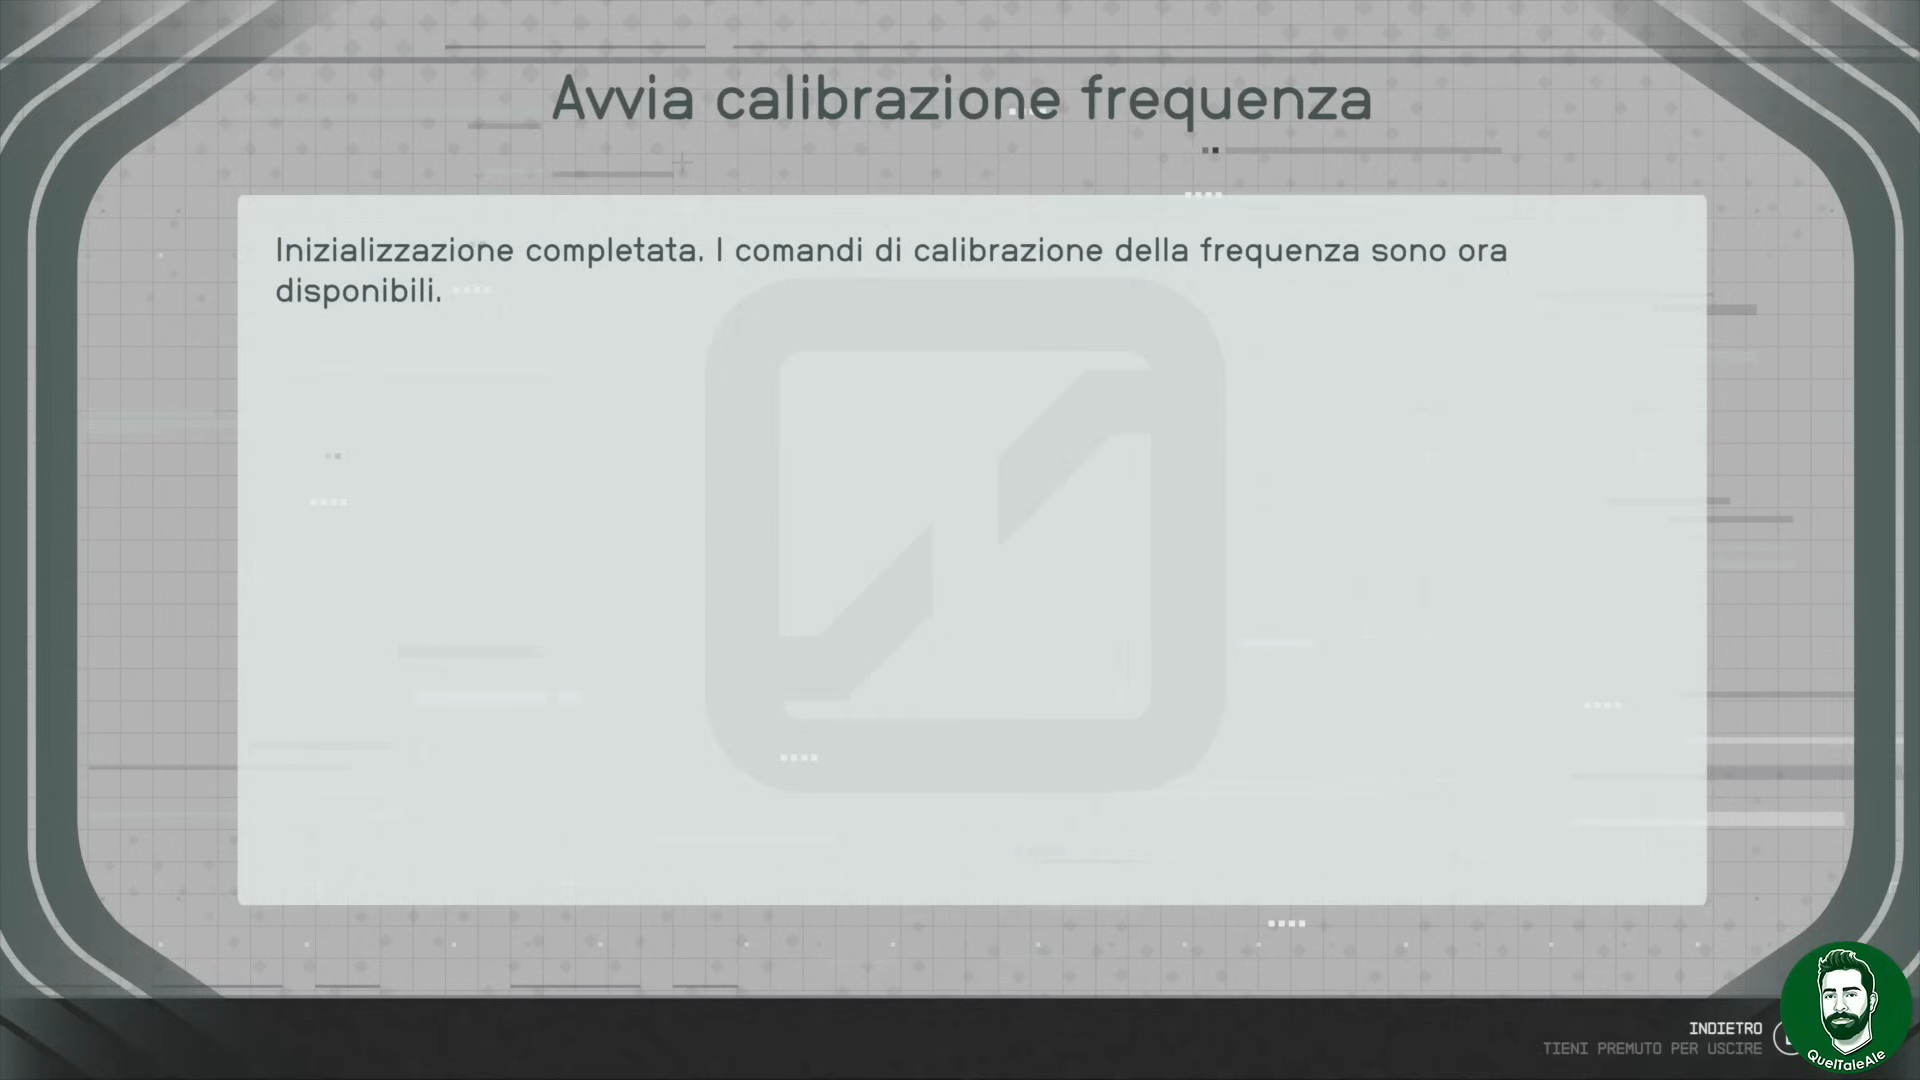 Avvia calibrazione frequenza
Inizializzazione completata. I comandi di calibrazione della frequenza sono ora
disponibili.
INDIETRO
TIENI PREMUTO PER USCIRE
QuelTaleAle